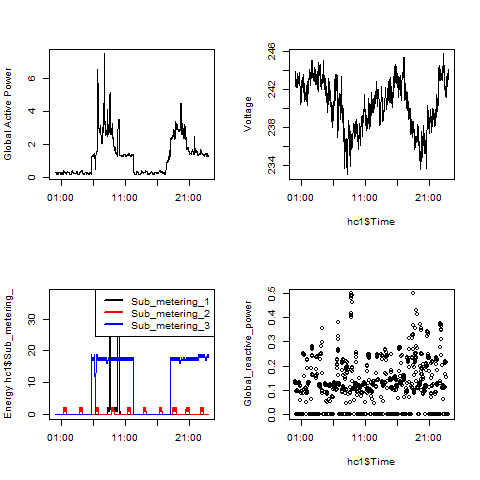 Global Active Power
0 2 4 6
01:00 11:00 21:00
Voltage
234 238 242 246
01:00 11:00 21:00
hc1$Time
Energy hc1$Sub_metering_
0 10 20 30
Sub_metering_1
Sub_metering_2
Sub_metering_3
01:00 11:00 21:00
Global_reactive_power
0.0 0.1 0.2 0.3 0.4 0.5
01:00 11:00 21:00
hc1$Time